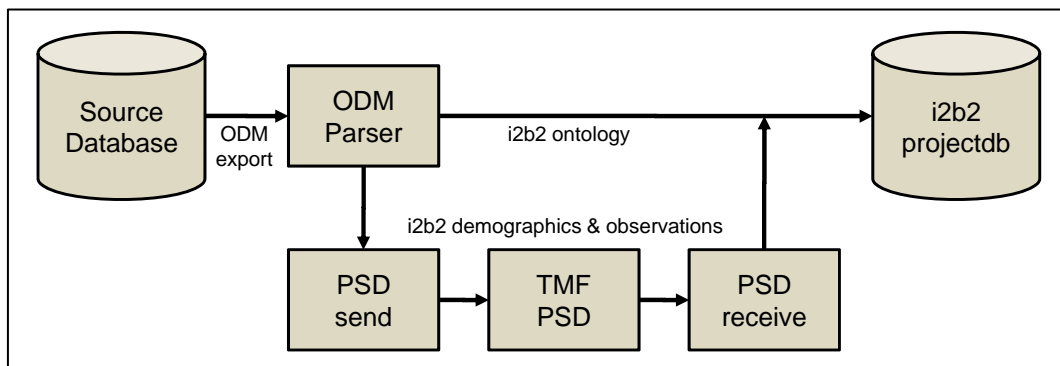 Source
Database
ODM
export
ODM
Parser
i2b2 ontology
i2b2
projectdb
i2b2 demographics & observations
PSD
send
TMF
PSD
PSD
receive